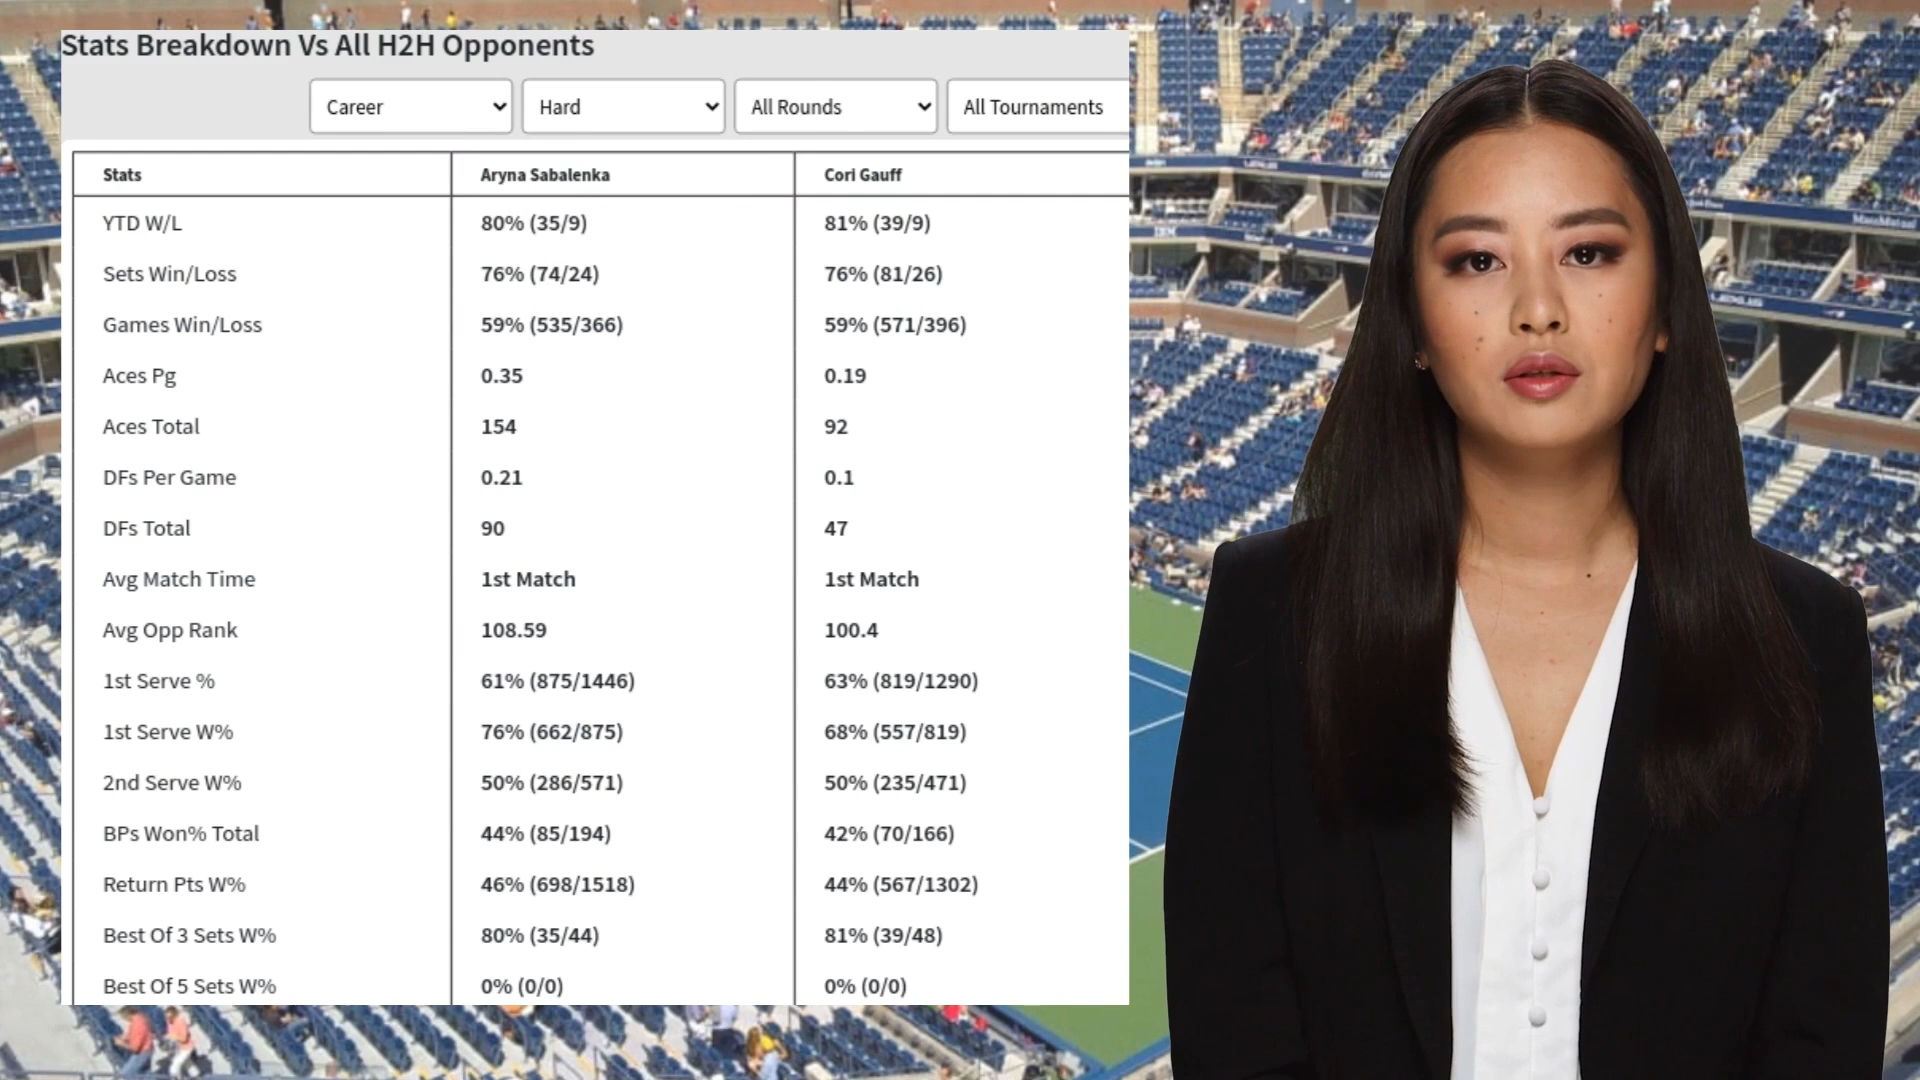 Stats Breakdown Vs All H2H Opponents
Career Hard All Rounds All Tournaments
Stats Aryna Sabalenka Cori Gauff
YTD W/L 80% (35/9) 81% (39/9)
Sets Win/Loss 76% (74/24) 76% (81/26)
Games Win/Loss 59% (535/366) 59% (571/396)
Aces Pg 0.35 0.19
Aces Total 154 92
DFs Per Game 0.21 0.1
DFs Total 90 47
Avg Match Time 1st Match 1st Match
Avg Opp Rank 108.59 100.4
1st Serve % 61% (875/1446) 63% (819/1290)
1st Serve W% 76% (662/875) 68% (557/819)
2nd Serve W% 50% (286/571) 50% (235/471)
BPs Won% Total 44% (85/194) 42% (70/166)
Return Pts W% 46% (698/1518) 44% (567/1302)
Best Of 3 Sets W% 80% (35/44) 81% (39/48)
Best Of 5 Sets W% 0% (0/0) 0% (0/0)
IBM
LEXUS